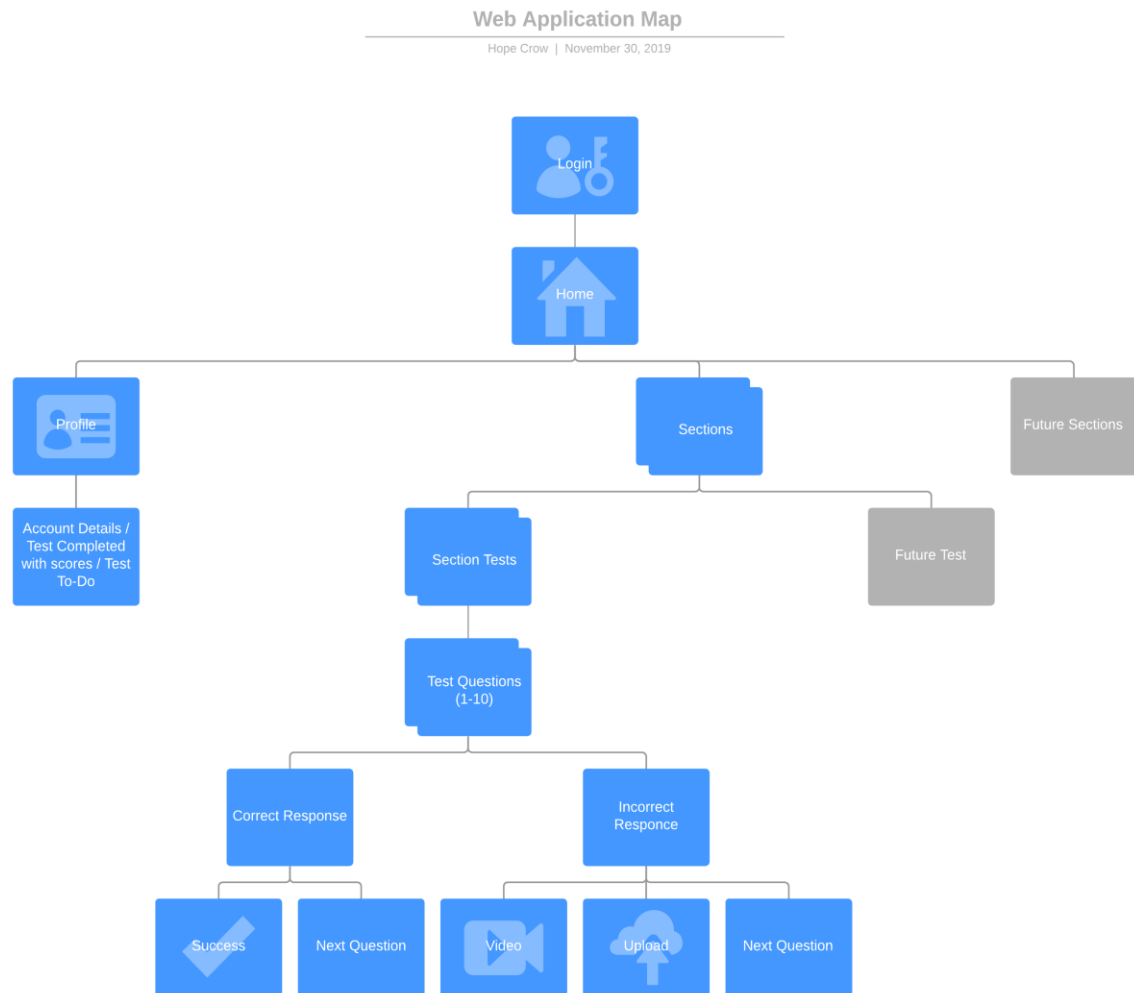 Web Application Map
Hope Crow | November 30, 2019
Login
Home
Profile
Sections
Future Sections
Account Details /
Test Completed
with scores / Test
To-Do
Section Tests
Future Test
Test Questions
(1-10)
Correct Response
Incorrect
Responce
Success
Next Question
Video
Upload
Next Question